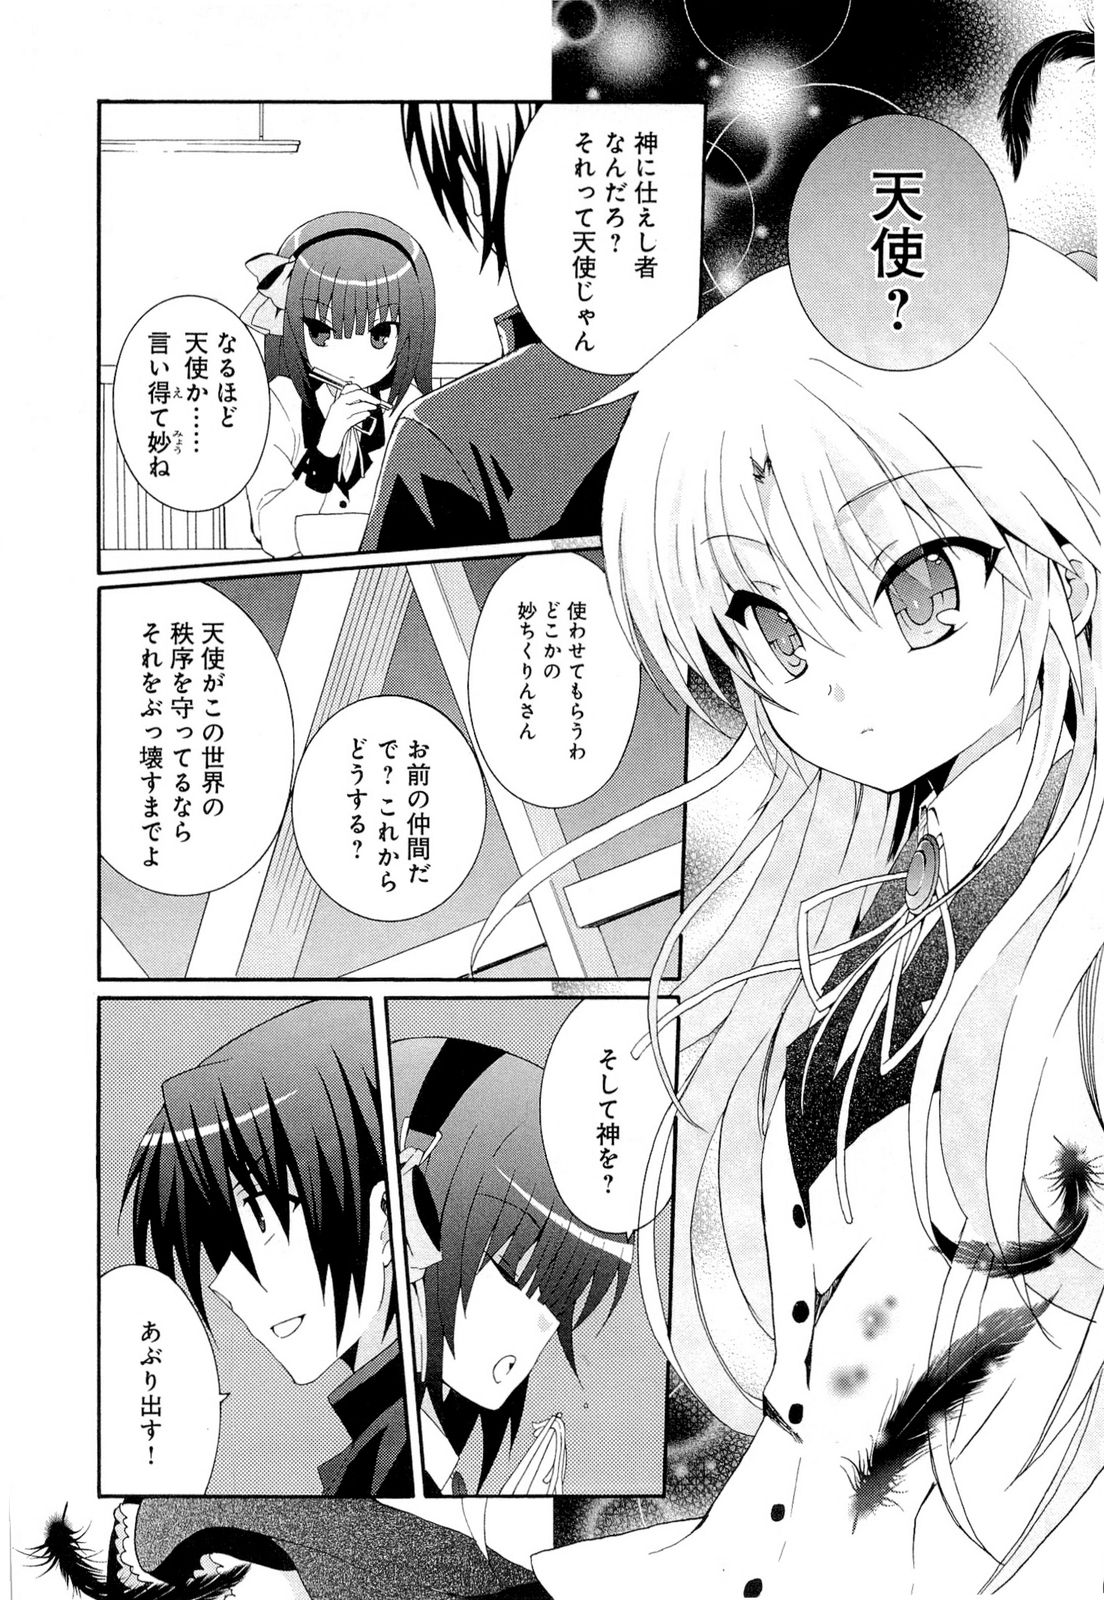 天使?
神に仕えし者
なんだろ?
それって天使じゃん
なるほど
天使か……
言い得て妙ね
え
みょう
使わせてもらうわ
どこかの
妙ちくりんさん
お前の仲間だ
で?これから
どうする?
天使がこの世界の
秩序を守ってるなら
それをぶっ壊すまでよ
そして神を?
あぶり出す!